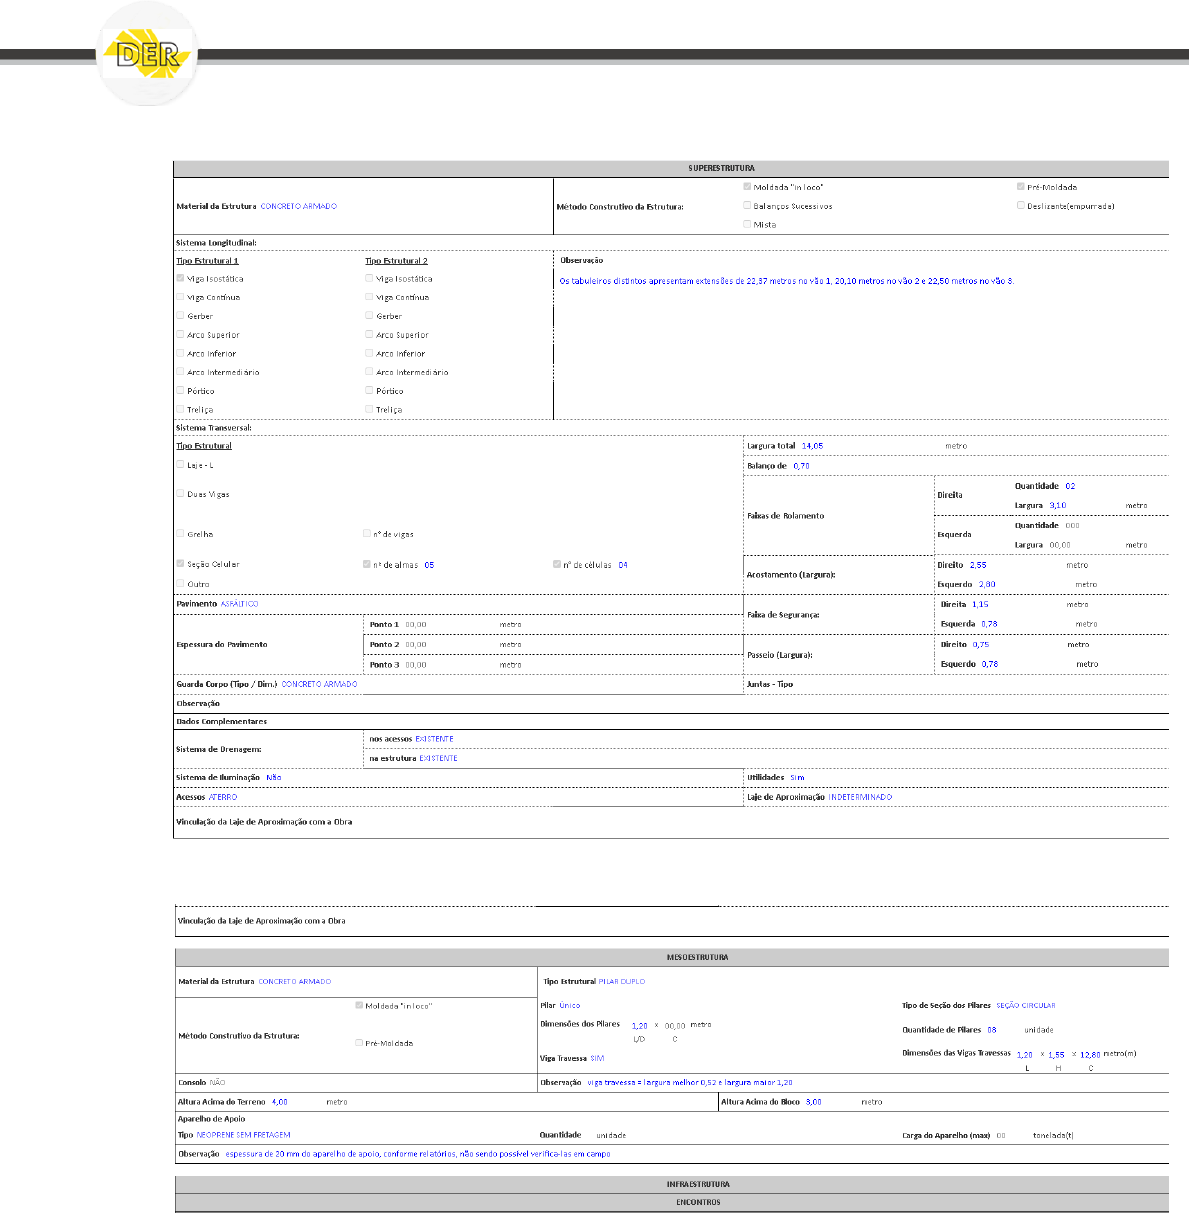 DER
SUPERESTRUTURA
Material da Estrutura CONCRETO ARMADO
Método Construtivo da Estrutura:
Moldada "in loco"
Pré-Moldada
Balanços Sucessivos
Deslizante(empurrada)
Mista
Sistema Longitudinal:
Tipo Estrutural 1
Tipo Estrutural 2
Observação
Viga Isostática
Viga Isostática
Os tabuleiros distintos apresentam extensões de 22,37 metros no vão 1, 20,10 metros no vão 2 e 22,50 metros no vão 3.
Viga Contínua
Viga Contínua
Gerber
Gerber
Arco Superior
Arco Superior
Arco Inferior
Arco Inferior
Arco Intermediário
Arco Intermediário
Pórtico
Pórtico
Treliça
Treliça
Sistema Transversal:
Tipo Estrutural
Laje - L
Duas Vigas
Grelha
nº de vigas
Seção Celular
nº de almas 05
nº de células 04
Outro
Largura total 14,05 metro
Balanço de 0,70
Faixas de Rolamento
Direita
Quantidade 02
Largura 3,10 metro
Esquerda
Quantidade 000
Largura 00,00 metro
Acostamento (Largura):
Direito 2,55 metro
Esquerdo 2,80 metro
Pavimento ASFÁLTICO
Faixa de Segurança:
Direita 1,15 metro
Esquerda 0,78 metro
Espessura do Pavimento
Ponto 1 00,00 metro
Ponto 2 00,00 metro
Ponto 3 00,00 metro
Passeio (Largura):
Direito 0,75 metro
Esquerdo 0,78 metro
Guarda Corpo (Tipo / Dim.) CONCRETO ARMADO
Juntas - Tipo
Observação
Dados Complementares
Sistema de Drenagem:
nos acessos EXISTENTE
na estrutura EXISTENTE
Sistema de Iluminação Não
Utilidades Sim
Acessos ATERRO
Laje de Aproximação INDETERMINADO
Vinculação da Laje de Aproximação com a Obra
Vinculação da Laje de Aproximação com a Obra
MESOESTRUTURA
Material da Estrutura CONCRETO ARMADO
Tipo Estrutural PILAR DUPLO
Método Construtivo da Estrutura:
Moldada "in loco"
Pré-Moldada
Pilar Único
Tipo de Seção dos Pilares SEÇÃO CIRCULAR
Dimensões dos Pilares 1,20 x 00,00 metro
L/D C
Quantidade de Pilares 08 unidade
Viga Travessa SIM
Dimensões das Vigas Travessas 1,20 x 1,55 x 12,80 metro(m)
L H C
Consolo NÃO
Observação viga travessa = largura melhor 0,52 e largura maior 1,20
Altura Acima do Terreno 4,00 metro
Altura Acima do Bloco 3,00 metro
Aparelho de Apoio
Tipo NEOPRENE SEM FRETAGEM
Quantidade unidade
Carga do Aparelho (max) 00 tonelada(t)
Observação espessura de 20 mm do aparelho de apoio, conforme relatórios, não sendo possível verifica-las em campo
INFRAESTRUTURA
ENCONTROS